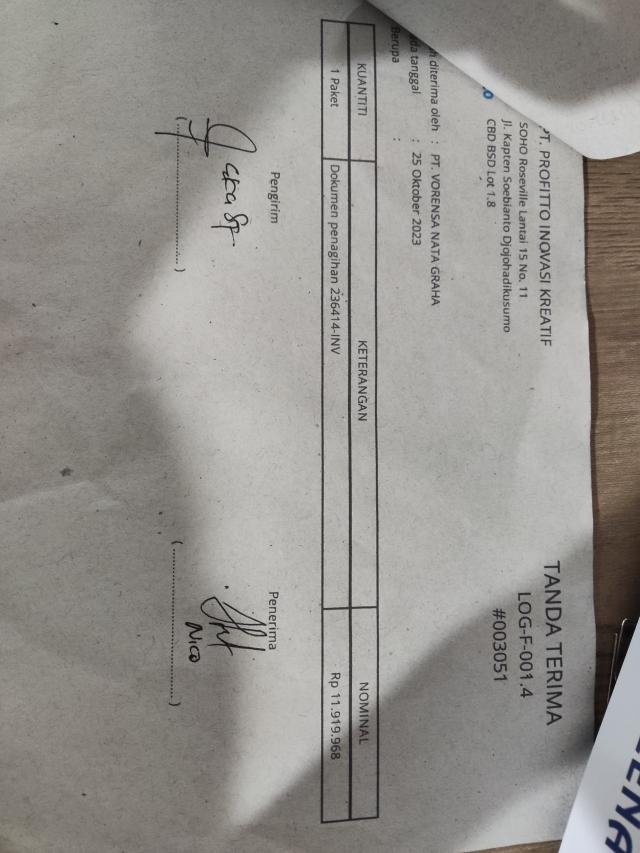 PT. PROFITTO INOVASI KREATIF
SOHO Roseville Lantai 15 No. 11
Jl. Kapten Soebianto Djojohadikusumo
CBD BSD Lot 1.8
TANDA TERIMA
LOG-F-001.4
#003051
diterima oleh : PT. VORENSA NATA GRAHA
tanggal : 25 Oktober 2023
Berupa :
KUANTITI KETERANGAN NOMINAL
1 Paket Dokumen penagihan 236414-INV Rp 11.919.968
Pengirim Penerima
Nico
(..............................) (..............................)